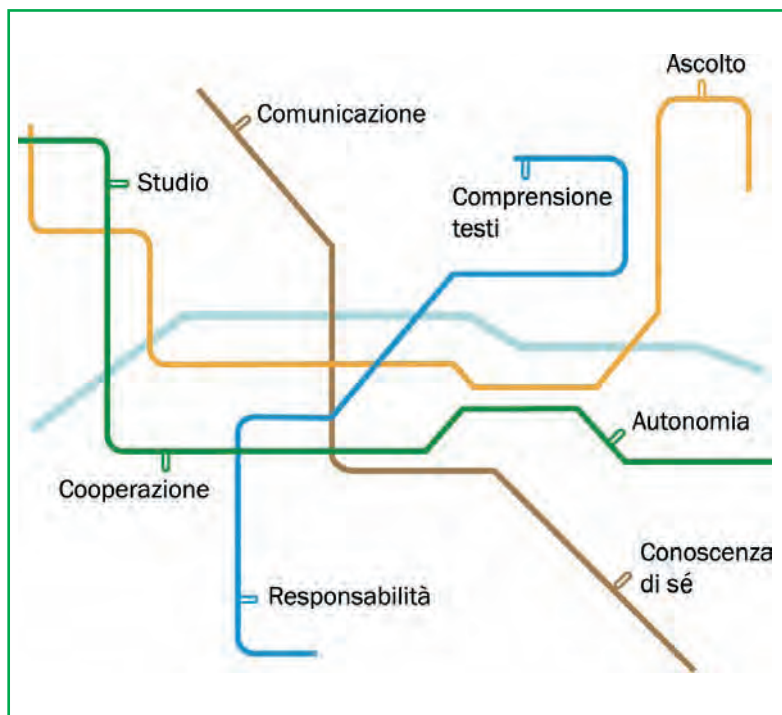 Ascolto
Comunicazione
Studio
Comprensione
testi
Autonomia
Cooperazione
Conoscenza
di sé
Responsabilità